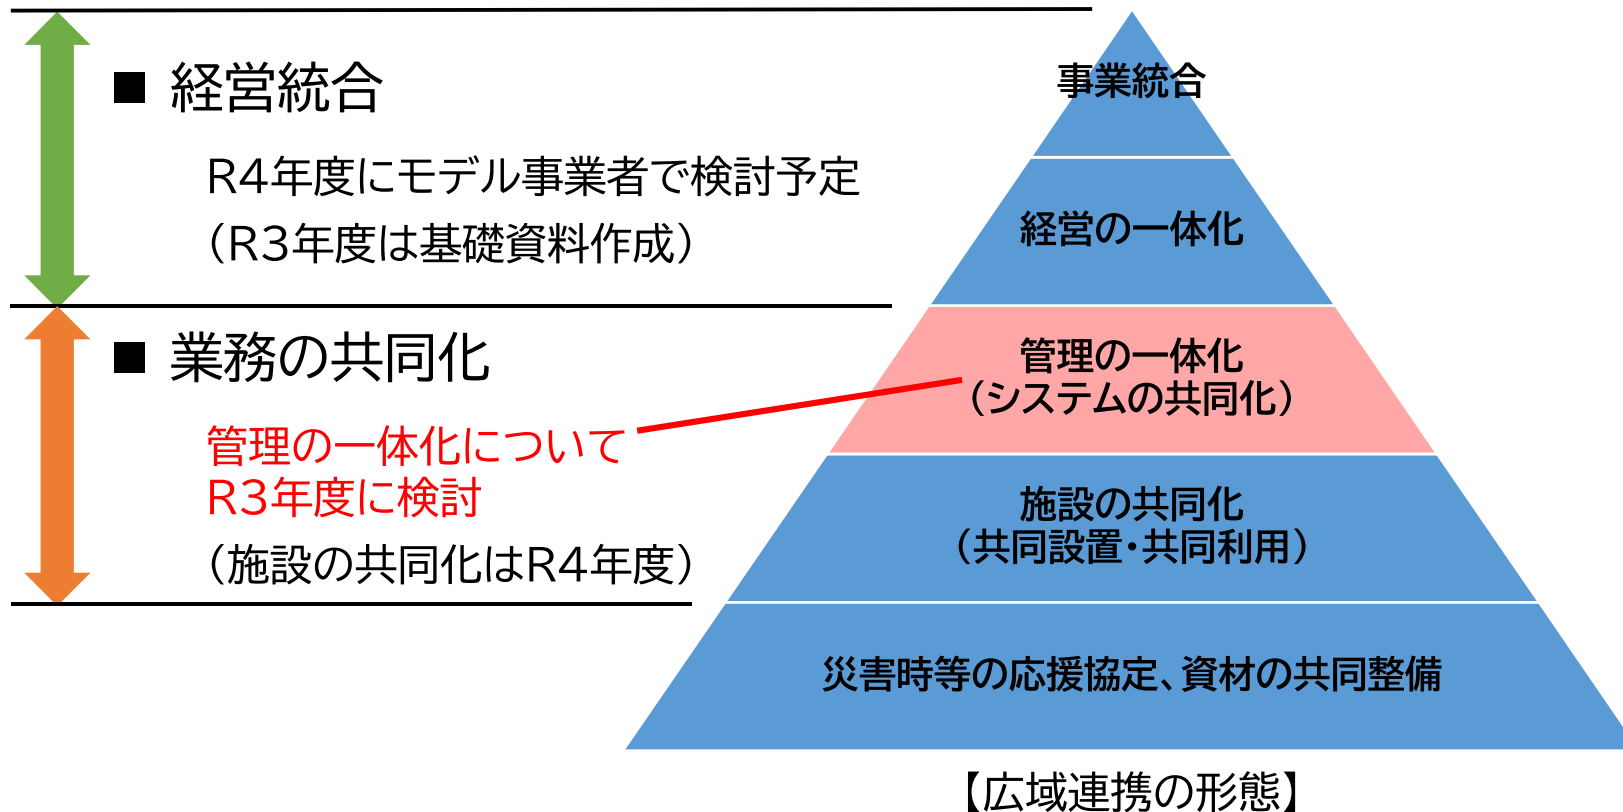 ■ 経営統合
R4年度にモデル事業者で検討予定
（R3年度は基礎資料作成）
■ 業務の共同化
管理の一体化について
R3年度に検討
（施設の共同化はR4年度）
事業統合
経営の一体化
管理の一体化
（システムの共同化）
施設の共同化
（共同設置・共同利用）
災害時等の応援協定、資材の共同整備
【広域連携の形態】